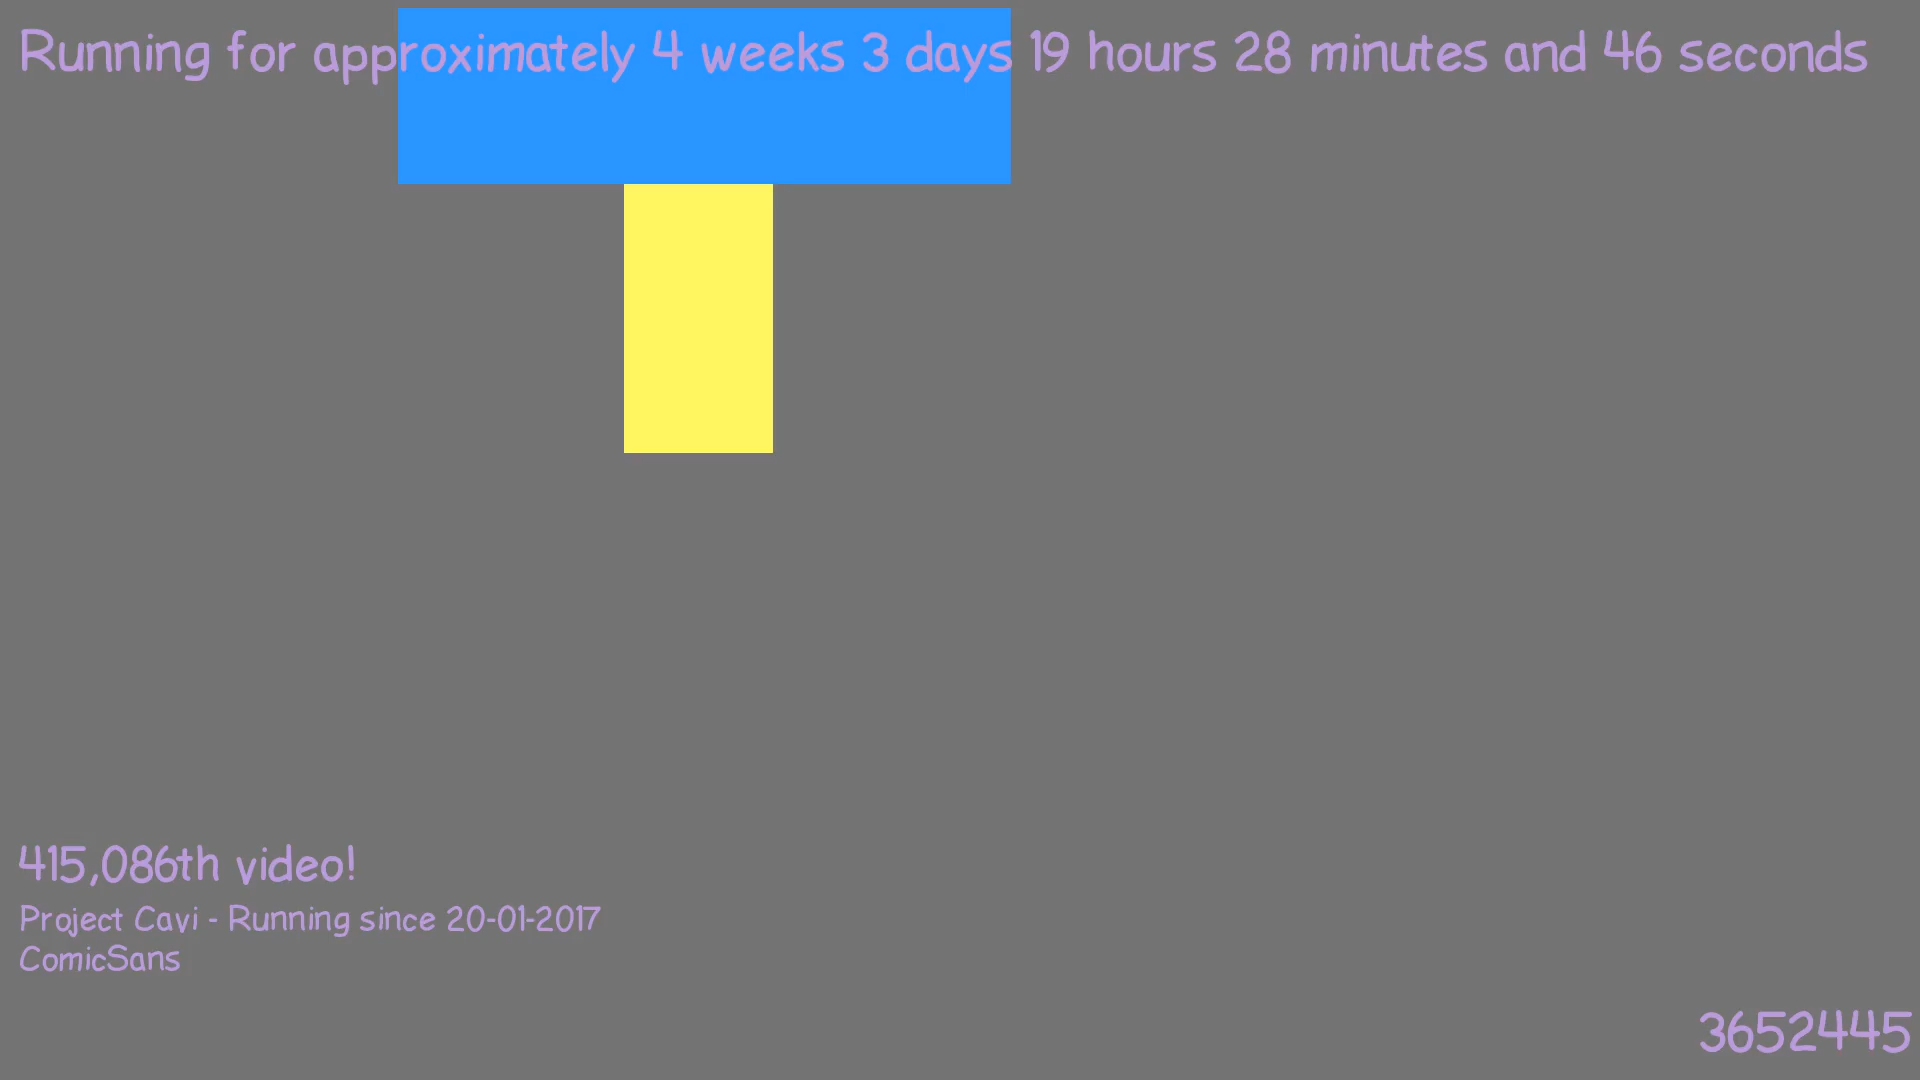 Running for approximately 4 weeks 3 days 19 hours 28 minutes and 46 seconds
415,086th video!
Project Cavi - Running since 20-01-2017
ComicSans
3652445